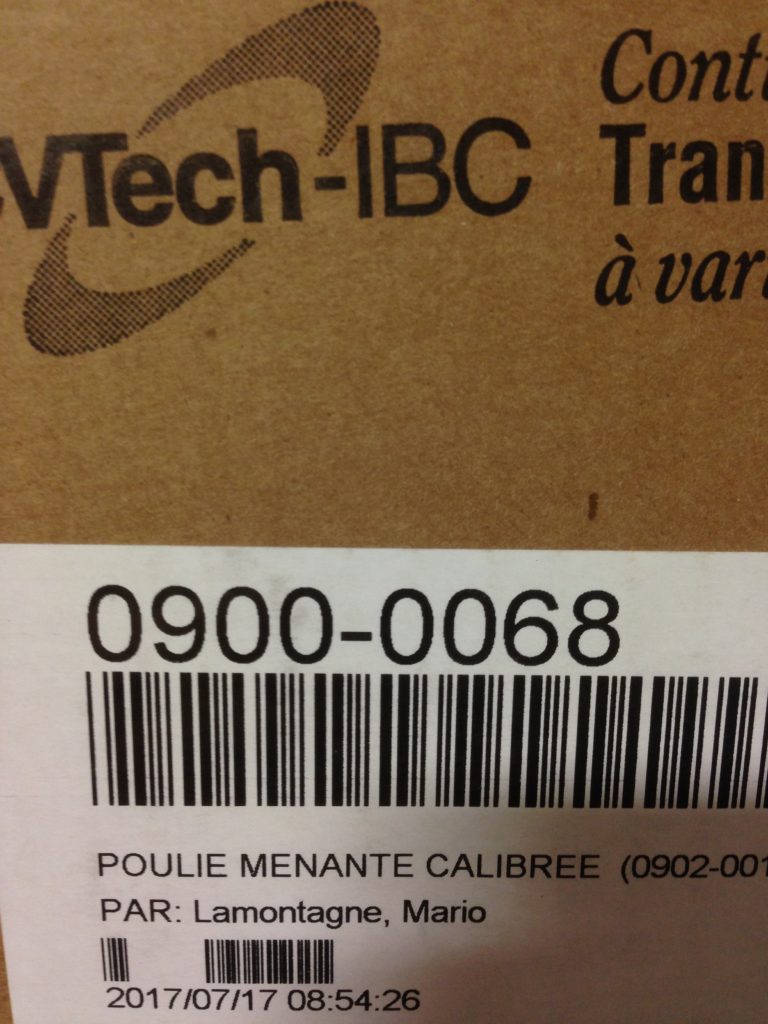 VTech-IBC
Conti
Tran
à vari
0900-0068
POULIE MENANTE CALIBREE (0902-001
PAR: Lamontagne, Mario
2017/07/17 08:54:26